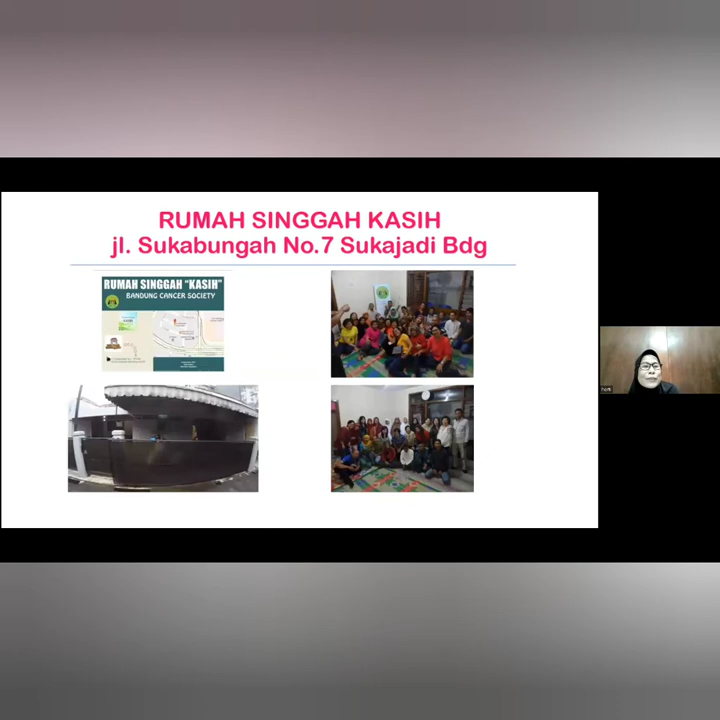 RUMAH SINGGAH KASIH
jl. Sukabungah No.7 Sukajadi Bdg
RUMAH SINGGAH "KASIH"
BANDUNG CANCER SOCIETY